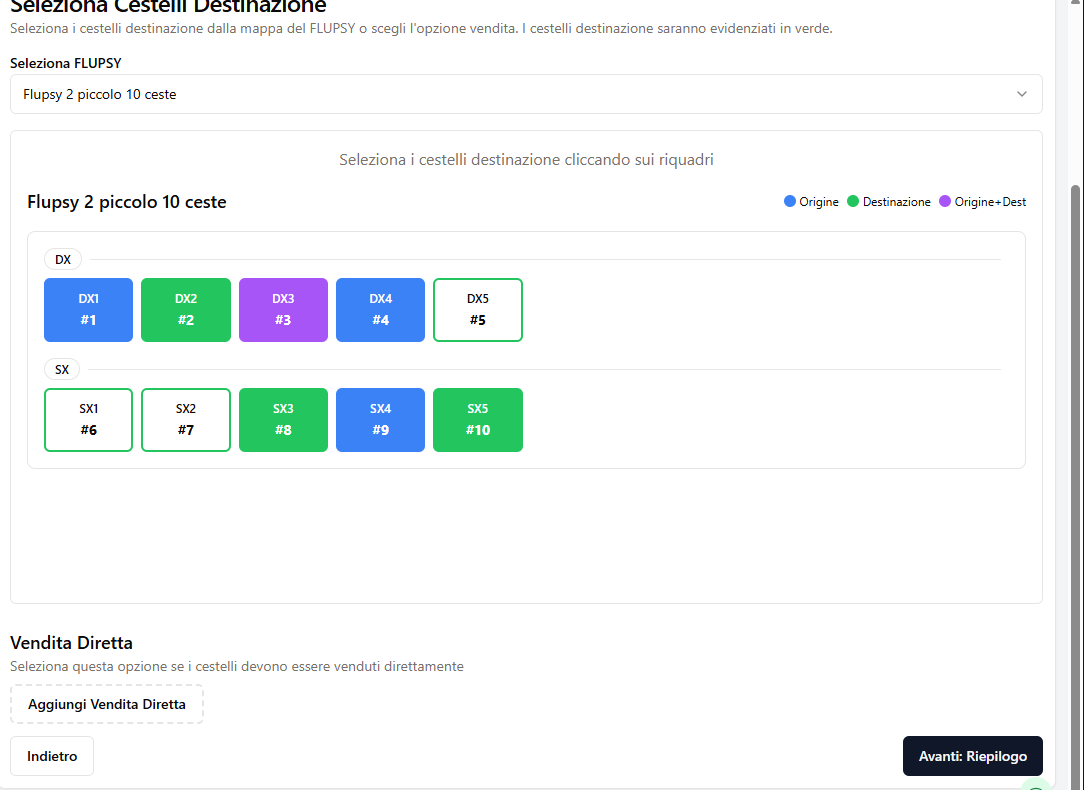 Seleziona Cestelli Destinazione
Seleziona i cestelli destinazione dalla mappa del FLUPSY o scegli l'opzione vendita. I cestelli destinazione saranno evidenziati in verde.
Seleziona FLUPSY
Flupsy 2 piccolo 10 ceste
Seleziona i cestelli destinazione cliccando sui riquadri
Flupsy 2 piccolo 10 ceste
Origine Destinazione Origine+Dest
DX
DX1 DX2 DX3 DX4 DX5
#1 #2 #3 #4 #5
SX
SX1 SX2 SX3 SX4 SX5
#6 #7 #8 #9 #10
Vendita Diretta
Seleziona questa opzione se i cestelli devono essere venduti direttamente
Aggiungi Vendita Diretta
Indietro Avanti: Riepilogo